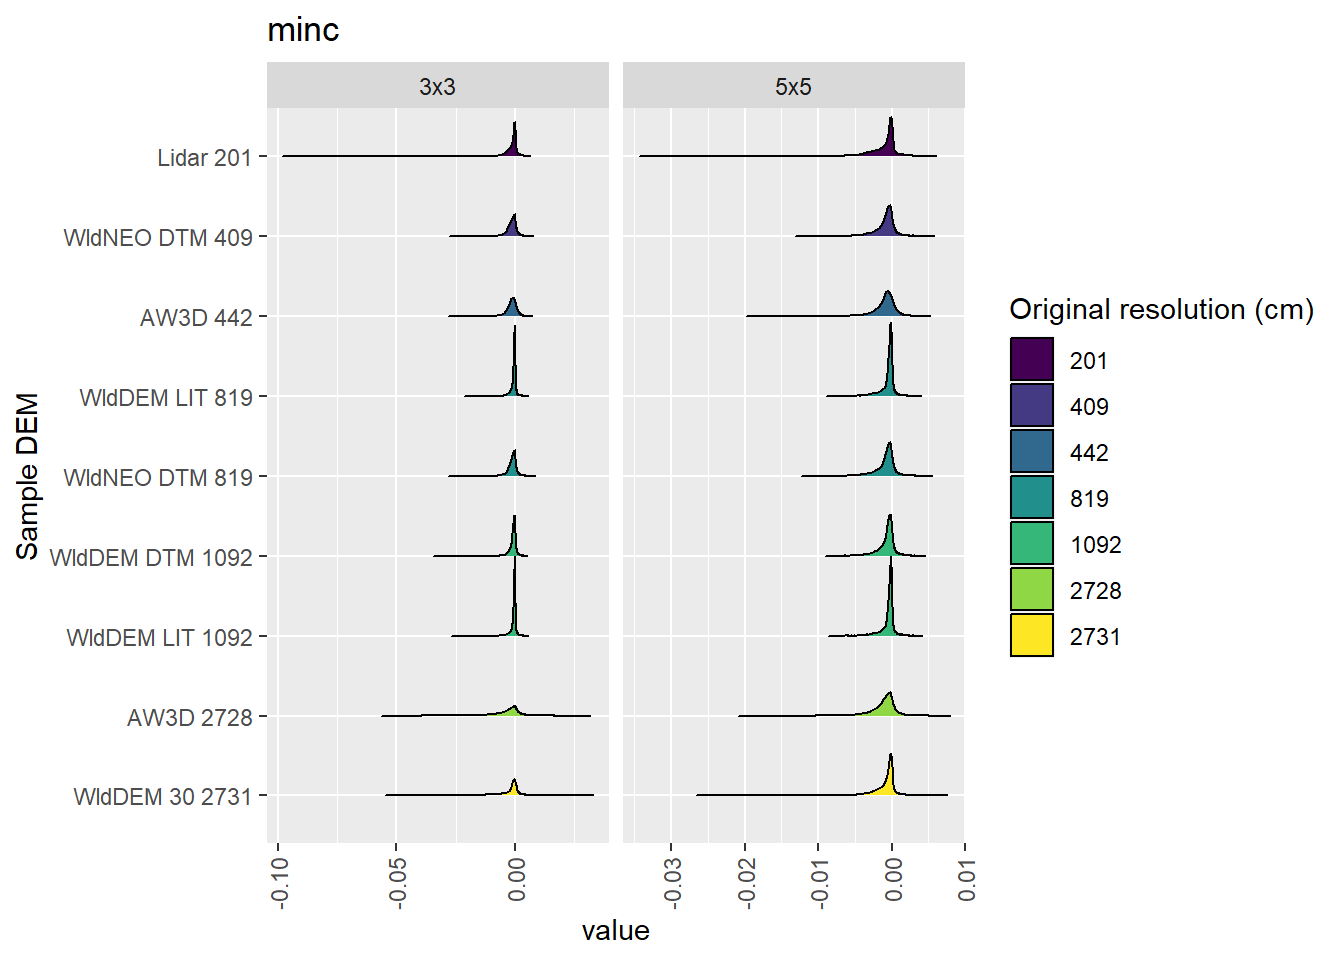 minc
3x3
5x5
Sample DEM
Lidar 201
WldNEO DTM 409
AW3D 442
WldDEM LIT 819
WldNEO DTM 819
WldDEM DTM 1092
WldDEM LIT 1092
AW3D 2728
WldDEM 30 2731
-0.10
-0.05
0.00
-0.03
-0.02
-0.01
0.00
0.01
value
Original resolution (cm)
201
409
442
819
1092
2728
2731